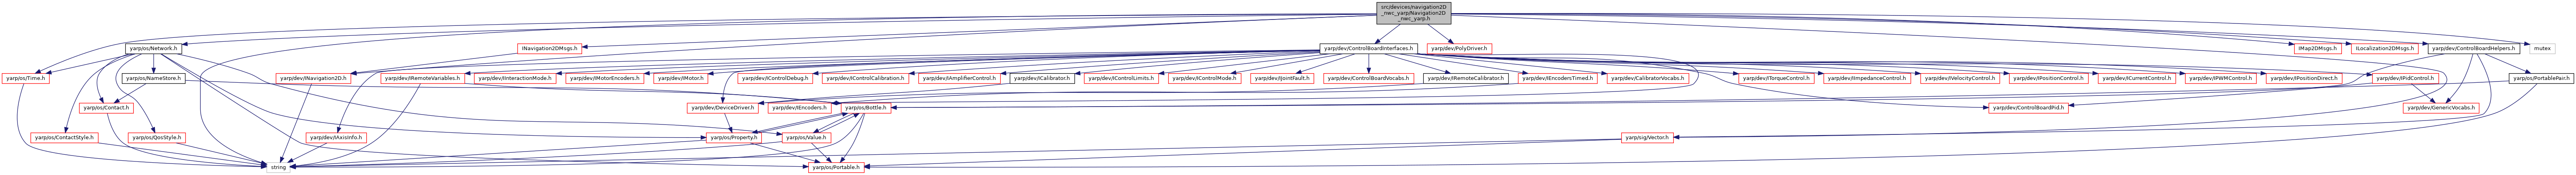 src/devices/navigation2D
_nwc_yarp/Navigation2D
_nwc_yarp.h
yarp/os/Network.h
INavigation2DMsgs.h
yarp/dev/ControlBoardInterfaces.h
yarp/dev/PolyDriver.h
IMap2DMsgs.h
ILocalization2DMsgs.h
yarp/dev/ControlBoardHelpers.h
mutex
yarp/os/Time.h
yarp/os/NameStore.h
yarp/dev/INavigation2D.h
yarp/dev/IRemoteVariables.h
yarp/dev/IInteractionMode.h
yarp/dev/IMotorEncoders.h
yarp/dev/IMotor.h
yarp/dev/IControlDebug.h
yarp/dev/IControlCalibration.h
yarp/dev/IAmplifierControl.h
yarp/dev/ICalibrator.h
yarp/dev/IControlLimits.h
yarp/dev/IControlMode.h
yarp/dev/IJointFault.h
yarp/dev/ControlBoardVocabs.h
yarp/dev/IRemoteCalibrator.h
yarp/dev/IEncodersTimed.h
yarp/dev/CalibratorVocabs.h
yarp/dev/ITorqueControl.h
yarp/dev/IImpedanceControl.h
yarp/dev/IVelocityControl.h
yarp/dev/IPositionControl.h
yarp/dev/ICurrentControl.h
yarp/dev/IPWMControl.h
yarp/dev/IPositionDirect.h
yarp/dev/IPidControl.h
yarp/os/PortablePair.h
yarp/os/Contact.h
yarp/dev/DeviceDriver.h
yarp/dev/IEncoders.h
yarp/os/Bottle.h
yarp/dev/ControlBoardPid.h
yarp/dev/GenericVocabs.h
yarp/os/ContactStyle.h
yarp/os/QosStyle.h
yarp/dev/IAxisInfo.h
yarp/os/Property.h
yarp/os/Value.h
yarp/sig/Vector.h
string
yarp/os/Portable.h